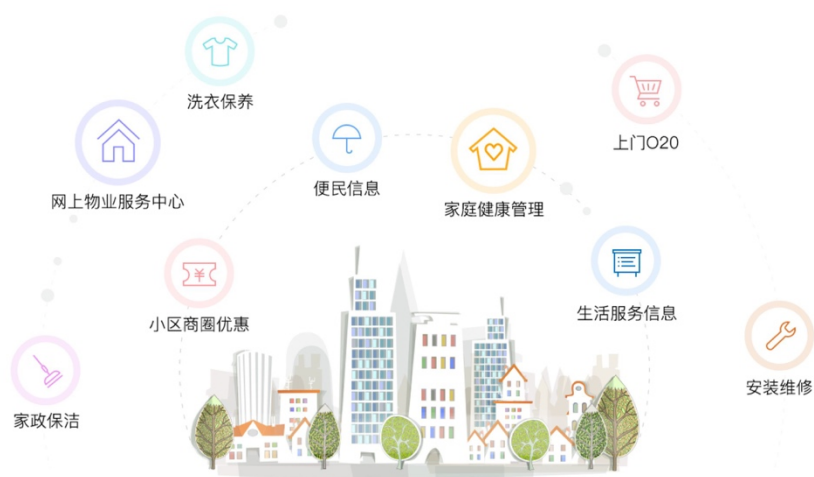 洗衣保养
上门O2O
网上物业服务中心
便民信息
家庭健康管理
¥
小区商圈优惠
生活服务信息
家政保洁
安装维修